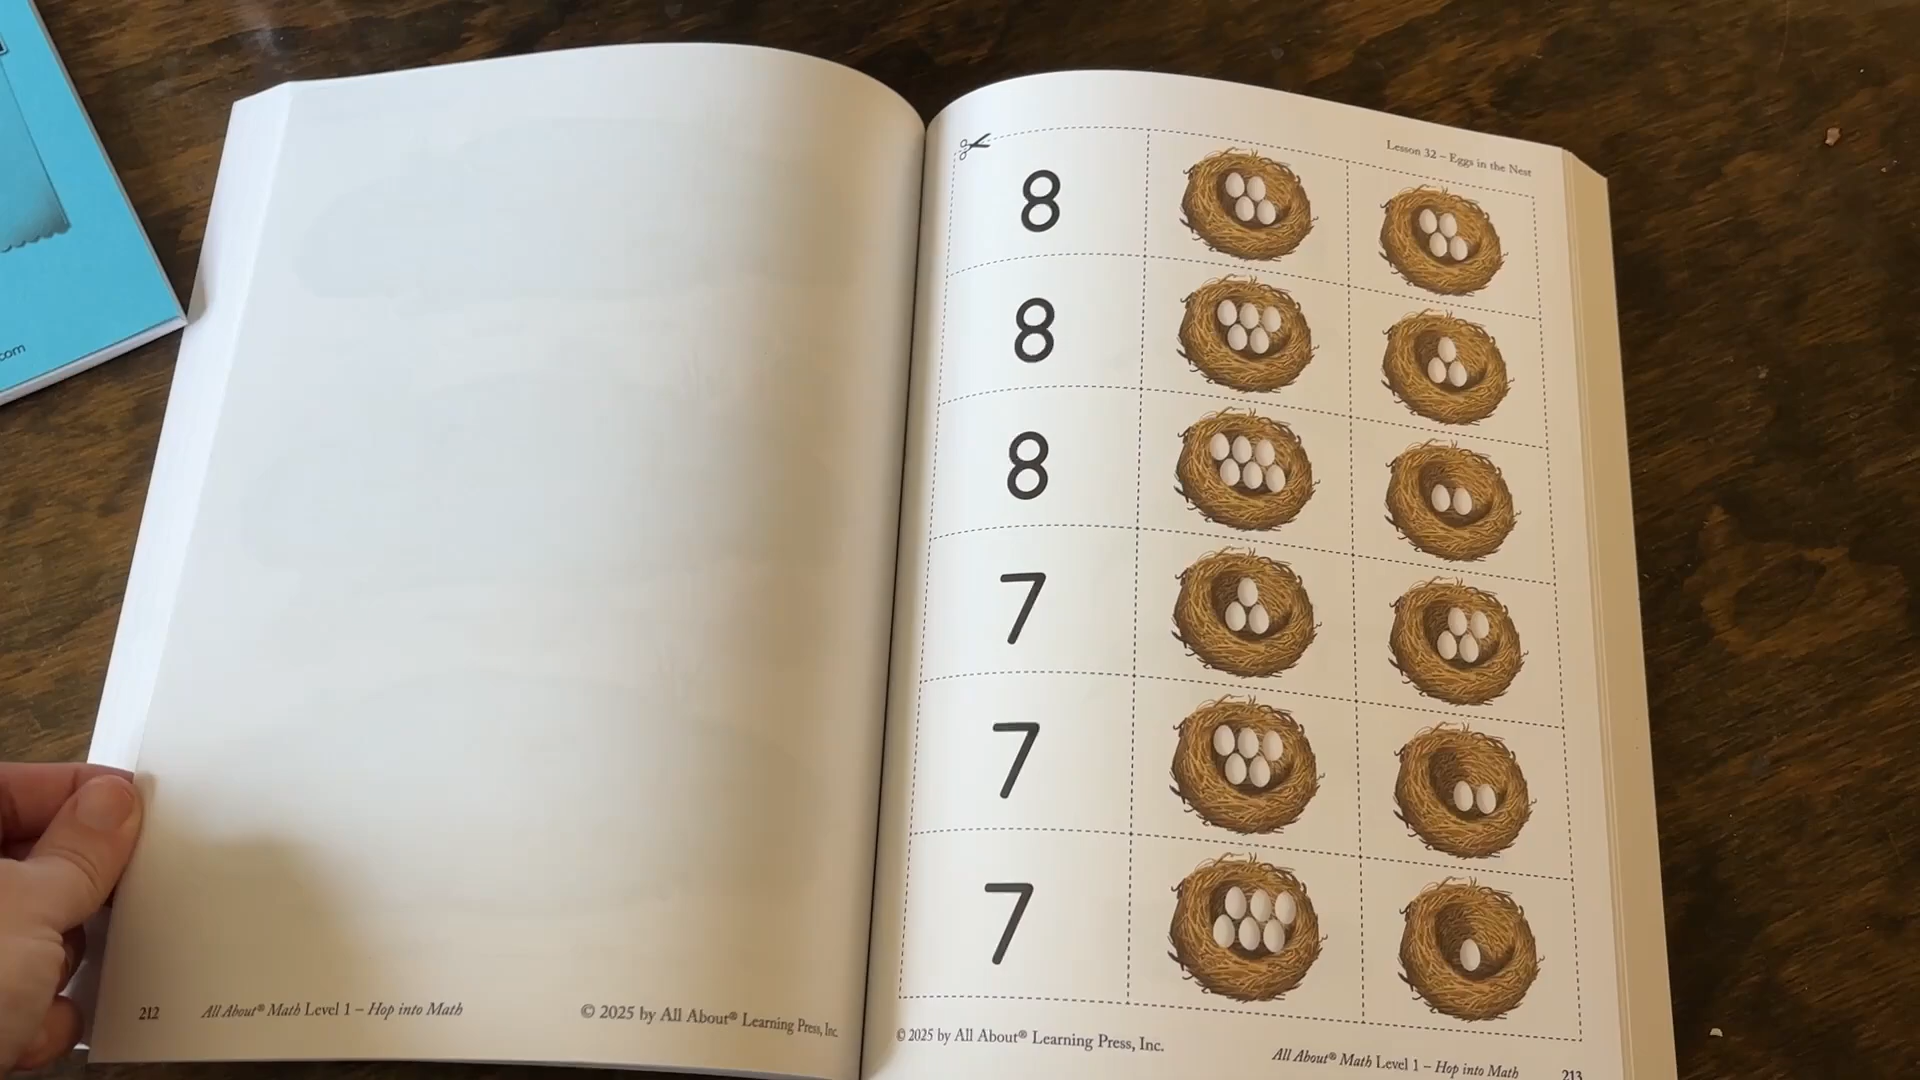 com
212 All About® Math Level 1 – Hop into Math © 2025 by All About® Learning Press, Inc.
Lesson 32 – Eggs in the Nest
8
8
8
7
7
7
© 2025 by All About® Learning Press, Inc. All About® Math Level 1 – Hop into Math 213